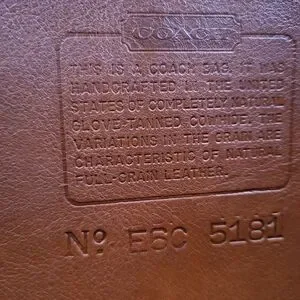 COACH
THIS IS A COACH BAG. IT WAS
HANDCRAFTED IN THE UNITED
STATES OF COMPLETELY NATURAL
GLOVE-TANNED COWHIDE. THE
VARIATIONS IN THE GRAIN ARE
CHARACTERISTIC OF NATURAL
FULL-GRAIN LEATHER.
Nº E6C 5181